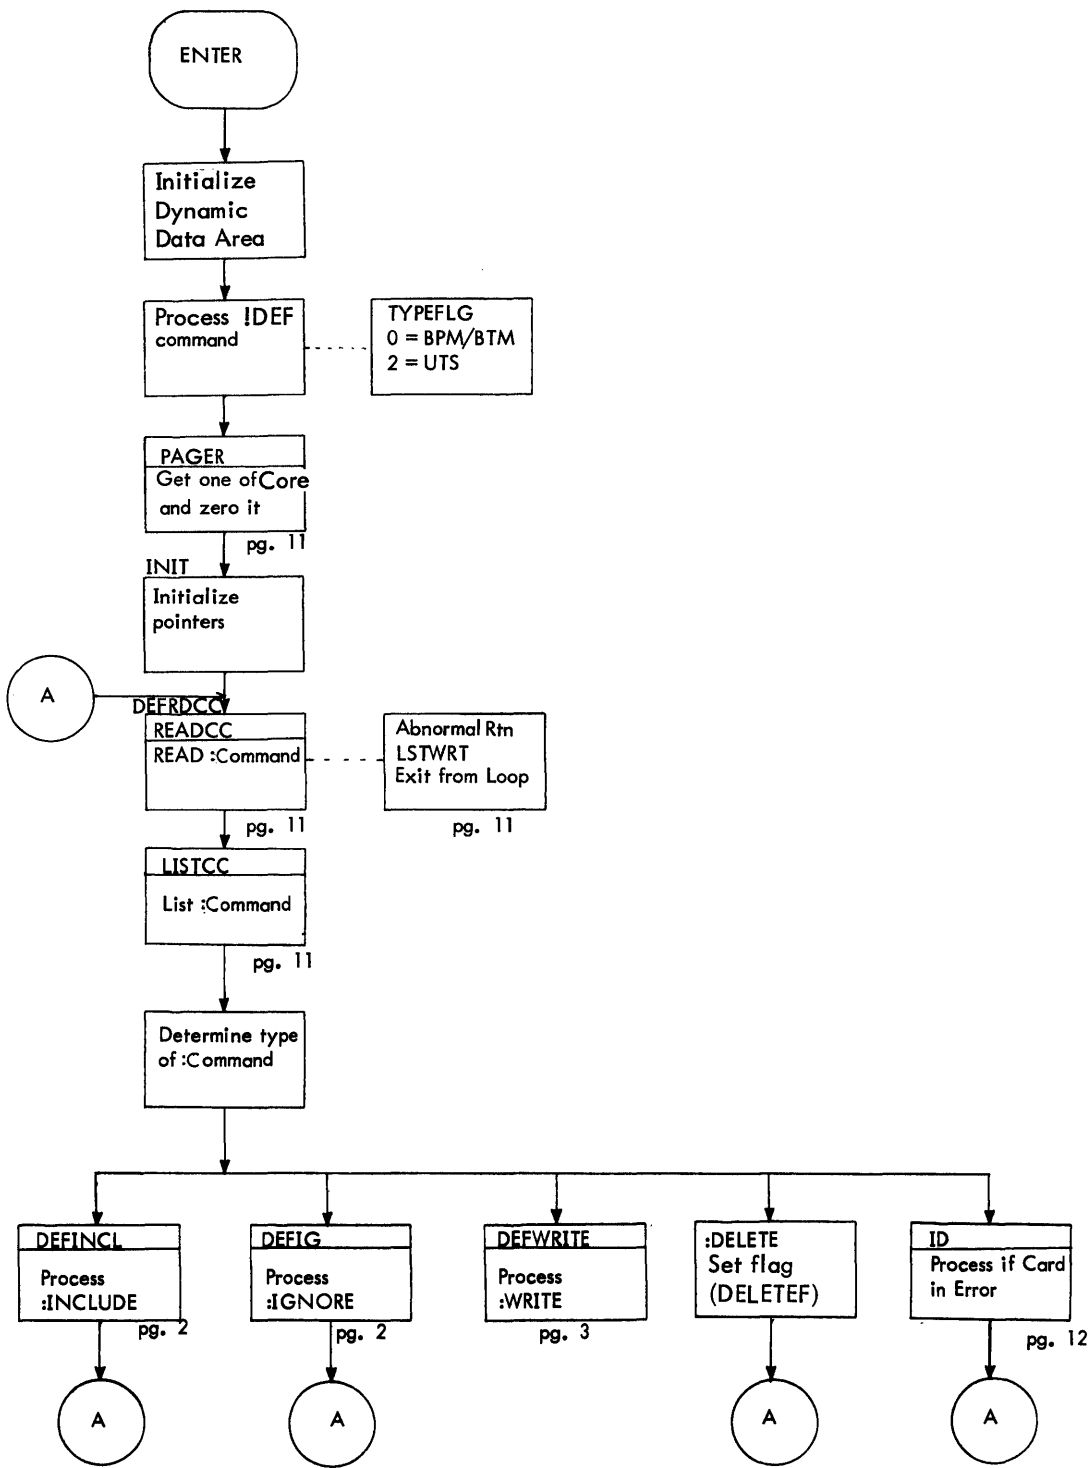 ENTER
Initialize
Dynamic
Data Area
Process !DEF
command
TYPEFLG
0 = BPM/BTM
2 = UTS
PAGER
Get one of Core
and zero it
pg. 11
INIT
Initialize
pointers
A
DEFRDCC
READCC
READ :Command
Abnormal Rtn
LSTWRT
Exit from Loop
pg. 11
pg. 11
LISTCC
List :Command
pg. 11
Determine type
of :Command
DEFINCL
Process
:INCLUDE
pg. 2
DEFIG
Process
:IGNORE
pg. 2
DEFWRITE
Process
:WRITE
pg. 3
:DELETE
Set flag
(DELETEF)
ID
Process if Card
in Error
pg. 12
A
A
A
A